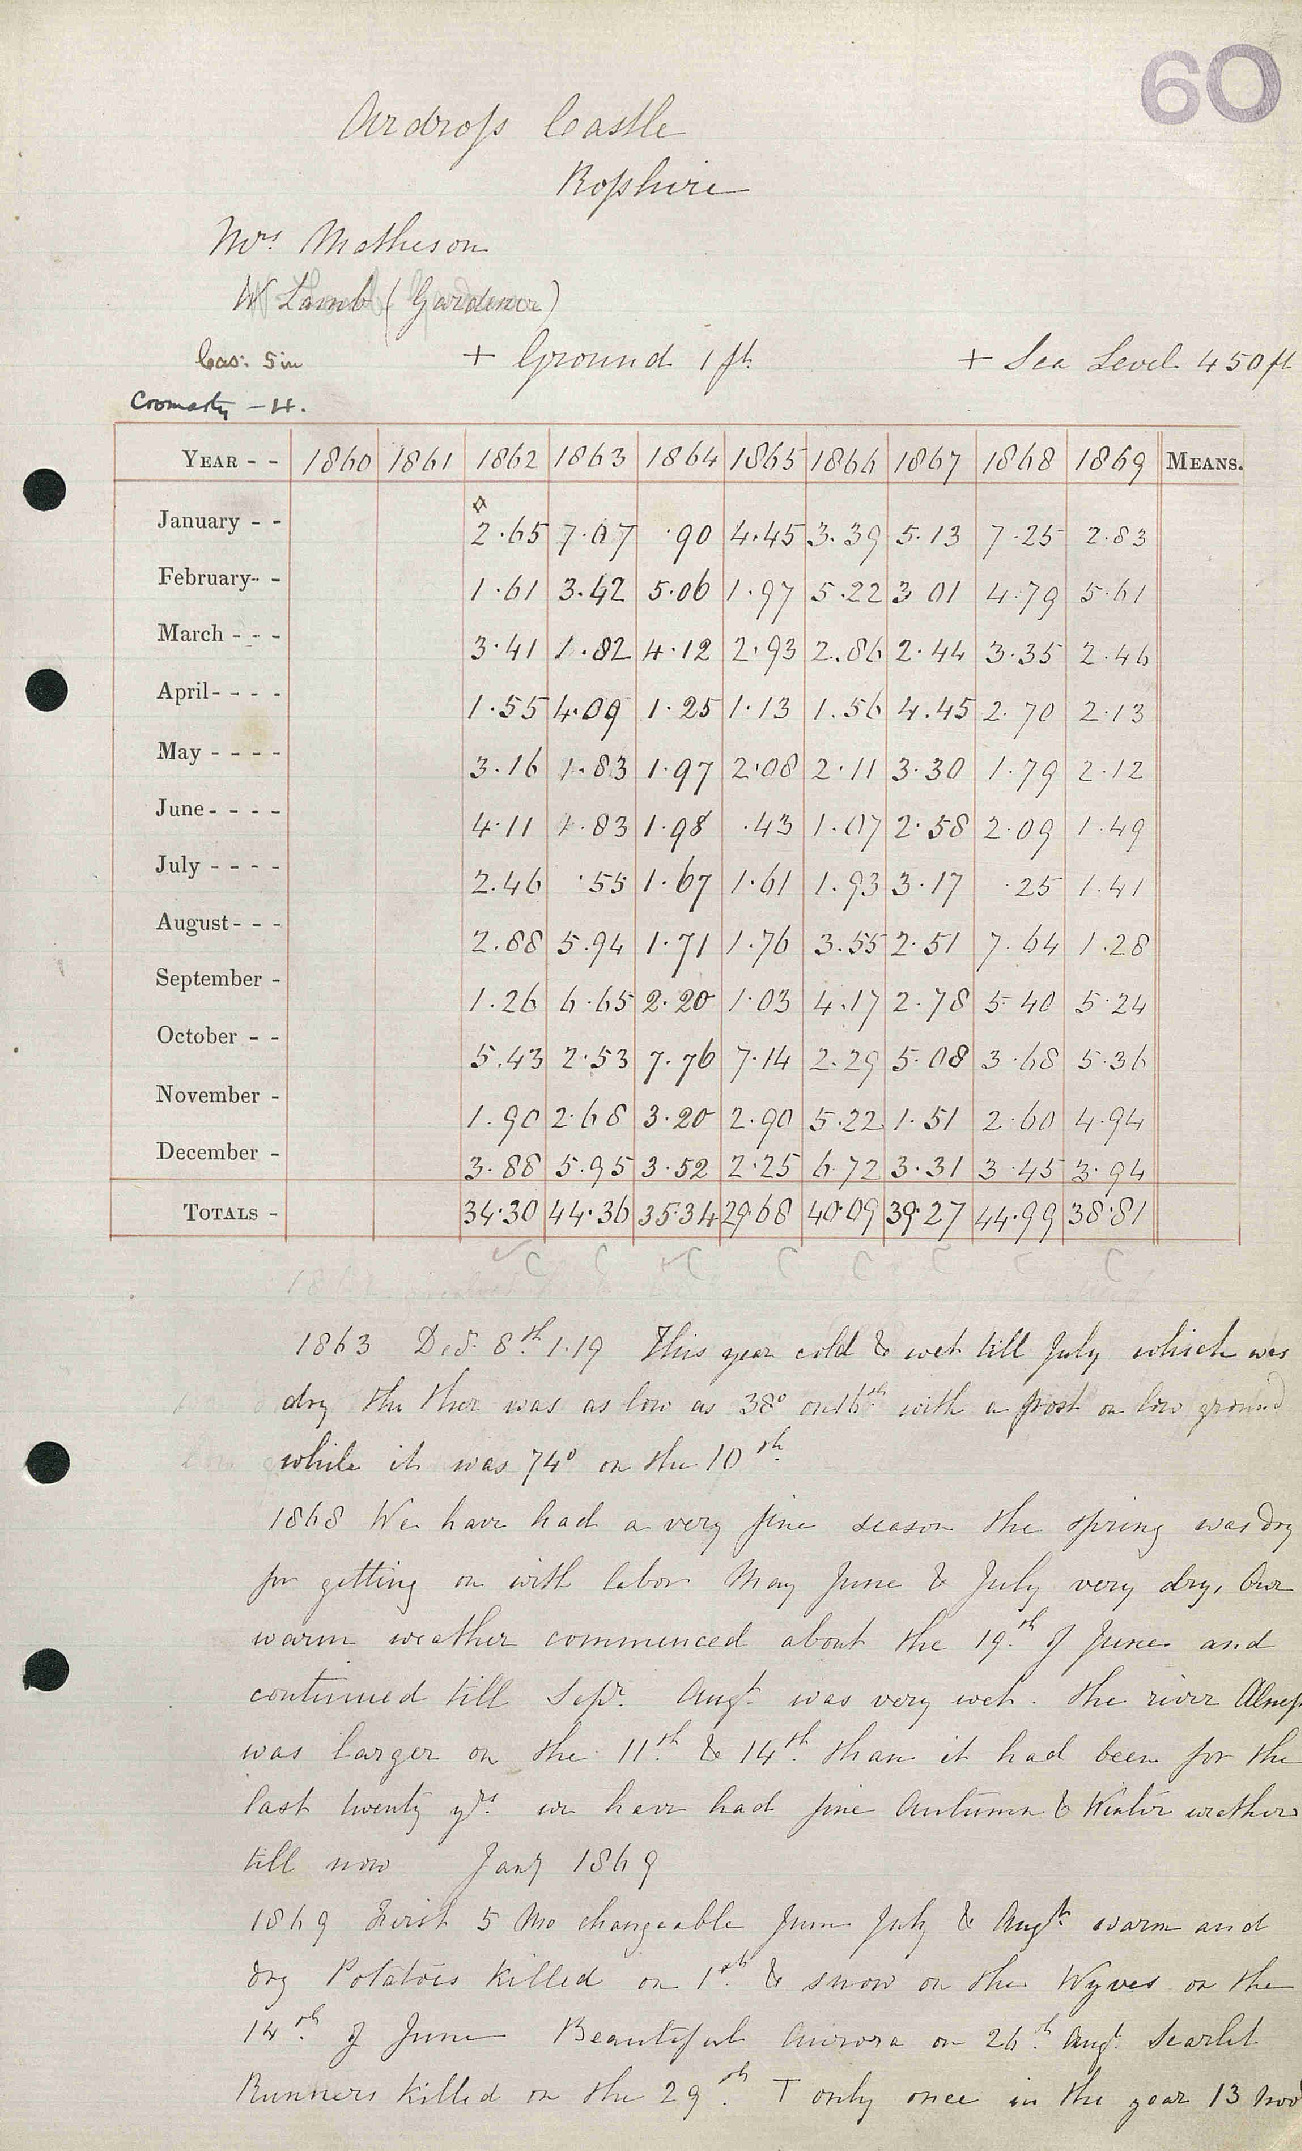 60
Ardross Castle
Rosshire
Mrs Matheson
W Lamb (Gardener)
Cas: 5 in + Ground 1 ft + Sea Level 450 ft
Cromarty - H.
YEAR - - 1860 1861 1862 1863 1864 1865 1866 1867 1868 1869 MEANS.
January - - 2.65 7.07 .90 4.45 3.39 5.13 7.25 2.83
February - - 1.61 3.42 5.06 1.97 5.22 3 01 4.79 5.61
March - - - 3.41 1.82 4.12 2.93 2.86 2.44 3.35 2.46
April - - - - 1.55 4.09 1.25 1.13 1.56 4.45 2.70 2.13
May - - - - 3.16 1.83 1.97 2.08 2.11 3.30 1.79 2.12
June - - - - 4.11 1.83 1.98 .43 1.07 2.58 2.09 1.49
July - - - - 2.46 .55 1.67 1.61 1.93 3.17 .25 1.41
August - - - 2.88 5.94 1.71 1.76 3.55 2.51 7.64 1.28
September - 1.26 6.65 2.20 1.03 4.17 2.78 5.40 5.24
October - - 5.43 2.53 7.76 7.14 2.29 5.08 3.68 5.36
November - 1.90 2.68 3.20 2.90 5.22 1.51 2.60 4.94
December - 3.88 5.95 3.52 2.25 6.72 3.31 3.45 3.94
TOTALS - 34.30 44.36 35.34 29.68 40.09 39.27 44.99 38.81
C C C C C C C C
1863 Dec. 8th 1.19 This year cold & wet till July which was
dry the ther was as low as 38° on 16th with a frost on low ground
while it was 74° on the 10th
1868 We have had a very fine season the spring was dry
for getting on with labor May June & July very dry, Our
warm weather commenced about the 19th of June and
continued till Sepr. Augt was very wet. The river Alness
was larger on the 11th & 14th than it had been for the
last twenty yrs. we have had fine Autumn & Winter weather
till now Jany 1869
1869 First 5 Mo changeable June July & Augt warm and
dry Potatoes killed on 1st & snow on the Wyves on the
14th of June Beautiful Aurora on 26th Augt Scarlet
Runners killed on the 29th. T only once in the year 13 Nov